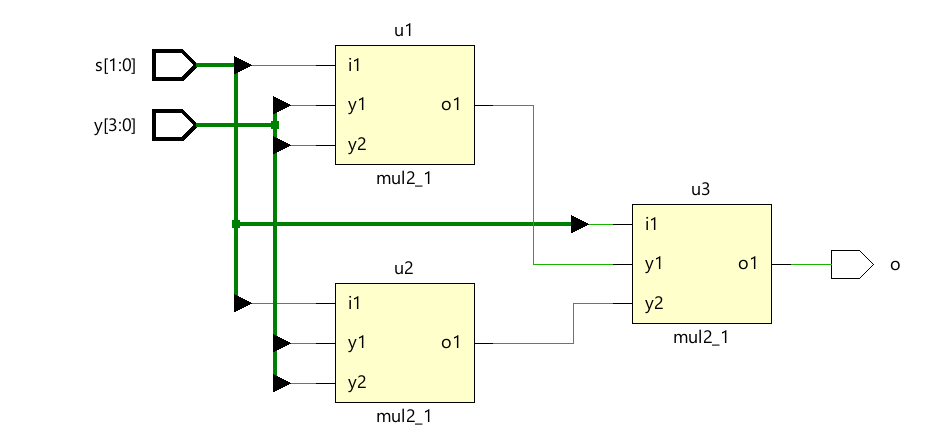 u1
s[1:0]
i1
y1
o1
y[3:0]
y2
mul2_1
u3
i1
y1
o1
o
y2
mul2_1
u2
i1
y1
o1
y2
mul2_1